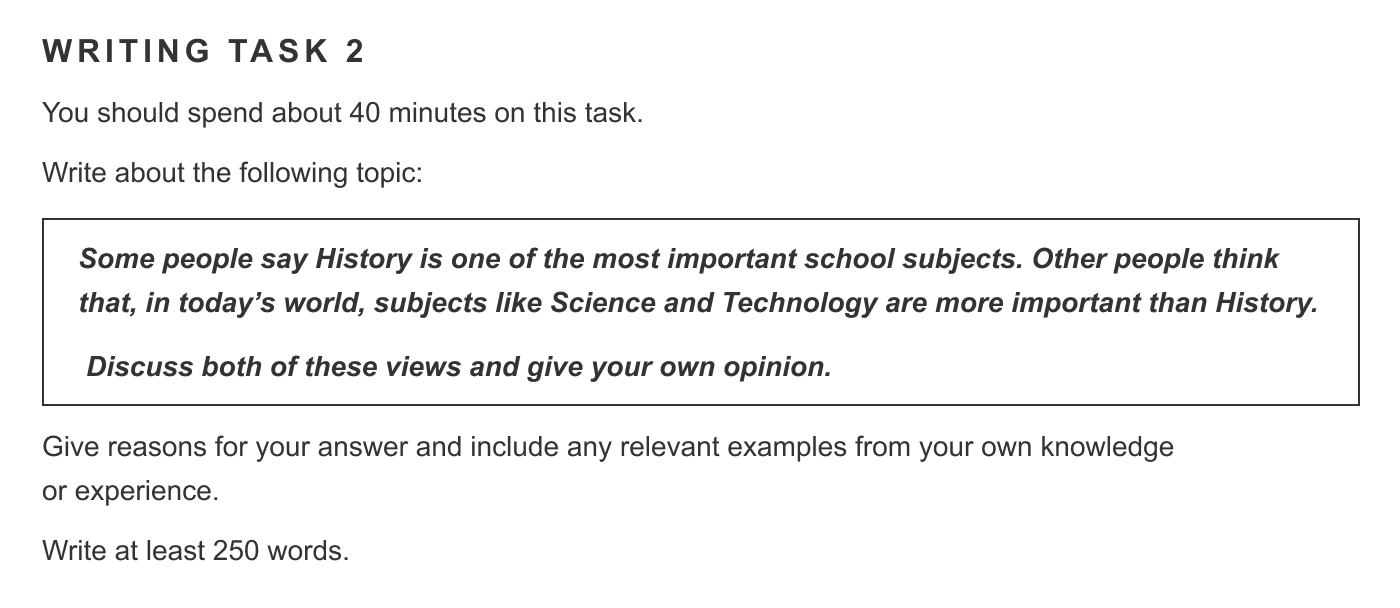 WRITING TASK 2
You should spend about 40 minutes on this task.
Write about the following topic:
Some people say History is one of the most important school subjects. Other people think
that, in today’s world, subjects like Science and Technology are more important than History.
Discuss both of these views and give your own opinion.
Give reasons for your answer and include any relevant examples from your own knowledge
or experience.
Write at least 250 words.